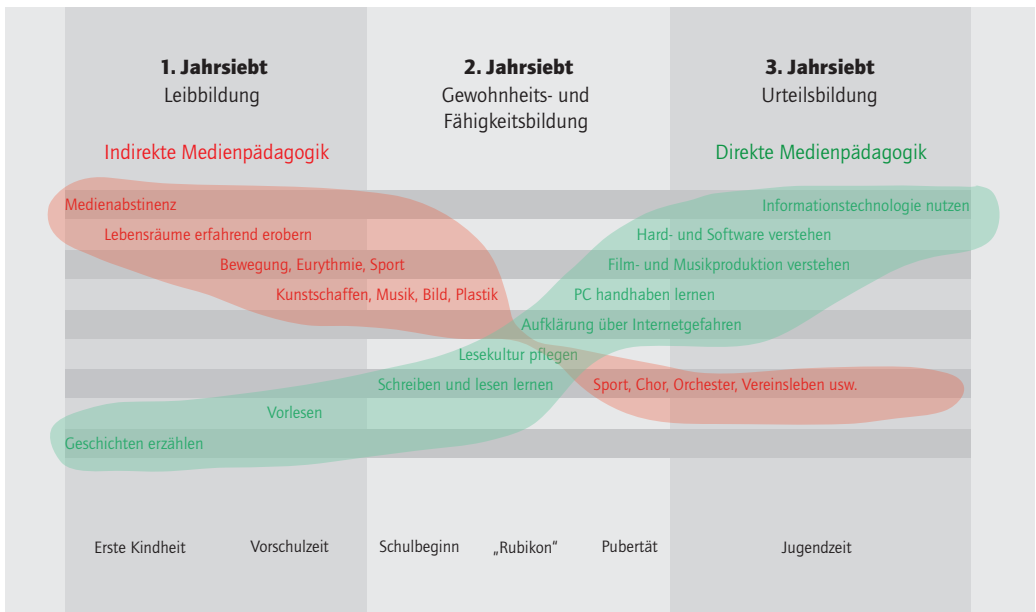 1. Jahrsiebt
Leibbildung
2. Jahrsiebt
Gewohnheits- und
Fähigkeitsbildung
3. Jahrsiebt
Urteilsbildung
Indirekte Medienpädagogik
Direkte Medienpädagogik
Medienabstinenz
Informationstechnologie nutzen
Lebensräume erfahrend erobern
Hard- und Software verstehen
Bewegung, Eurythmie, Sport
Film- und Musikproduktion verstehen
Kunstschaffen, Musik, Bild, Plastik
PC handhaben lernen
Aufklärung über Internetgefahren
Lesekultur pflegen
Schreiben und lesen lernen
Sport, Chor, Orchester, Vereinsleben usw.
Vorlesen
Geschichten erzählen
Erste Kindheit
Vorschulzeit
Schulbeginn
„Rubikon“
Pubertät
Jugendzeit